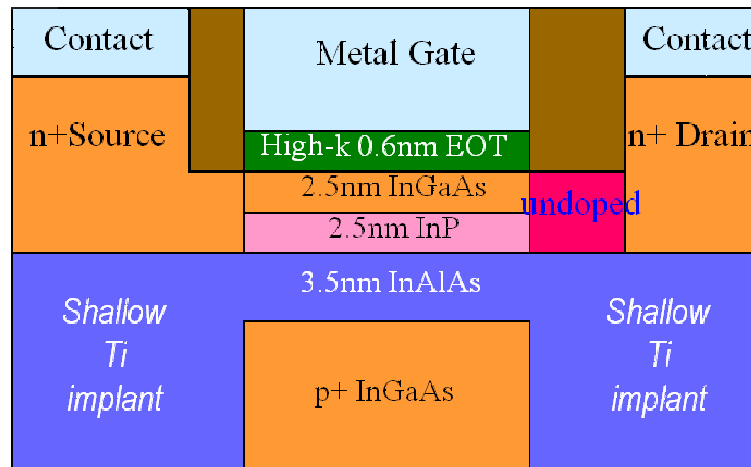 Contact
Metal Gate
Contact
n+Source
n+ Drain
High-k 0.6nm EOT
2.5nm InGaAs
undoped
2.5nm InP
3.5nm InAlAs
Shallow
Ti
implant
Shallow
Ti
implant
p+ InGaAs